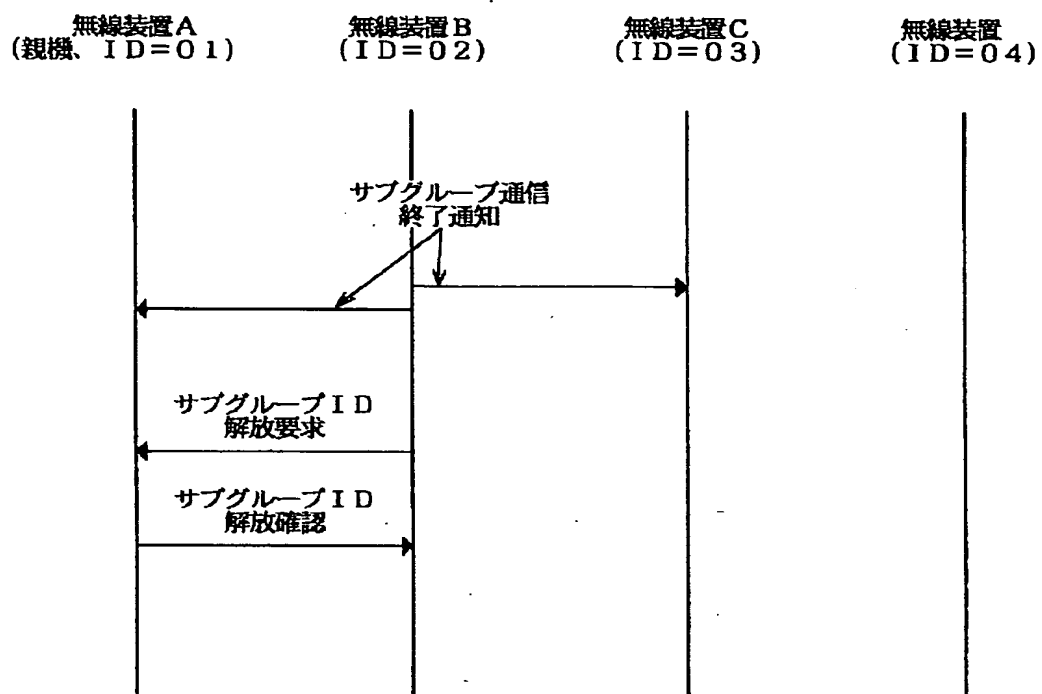 無線装置A
(親機、ID=01)
無線装置B
(ID=02)
無線装置C
(ID=03)
無線装置
(ID=04)
サブグループ通信
終了通知
サブグループID
解放要求
サブグループID
解放確認